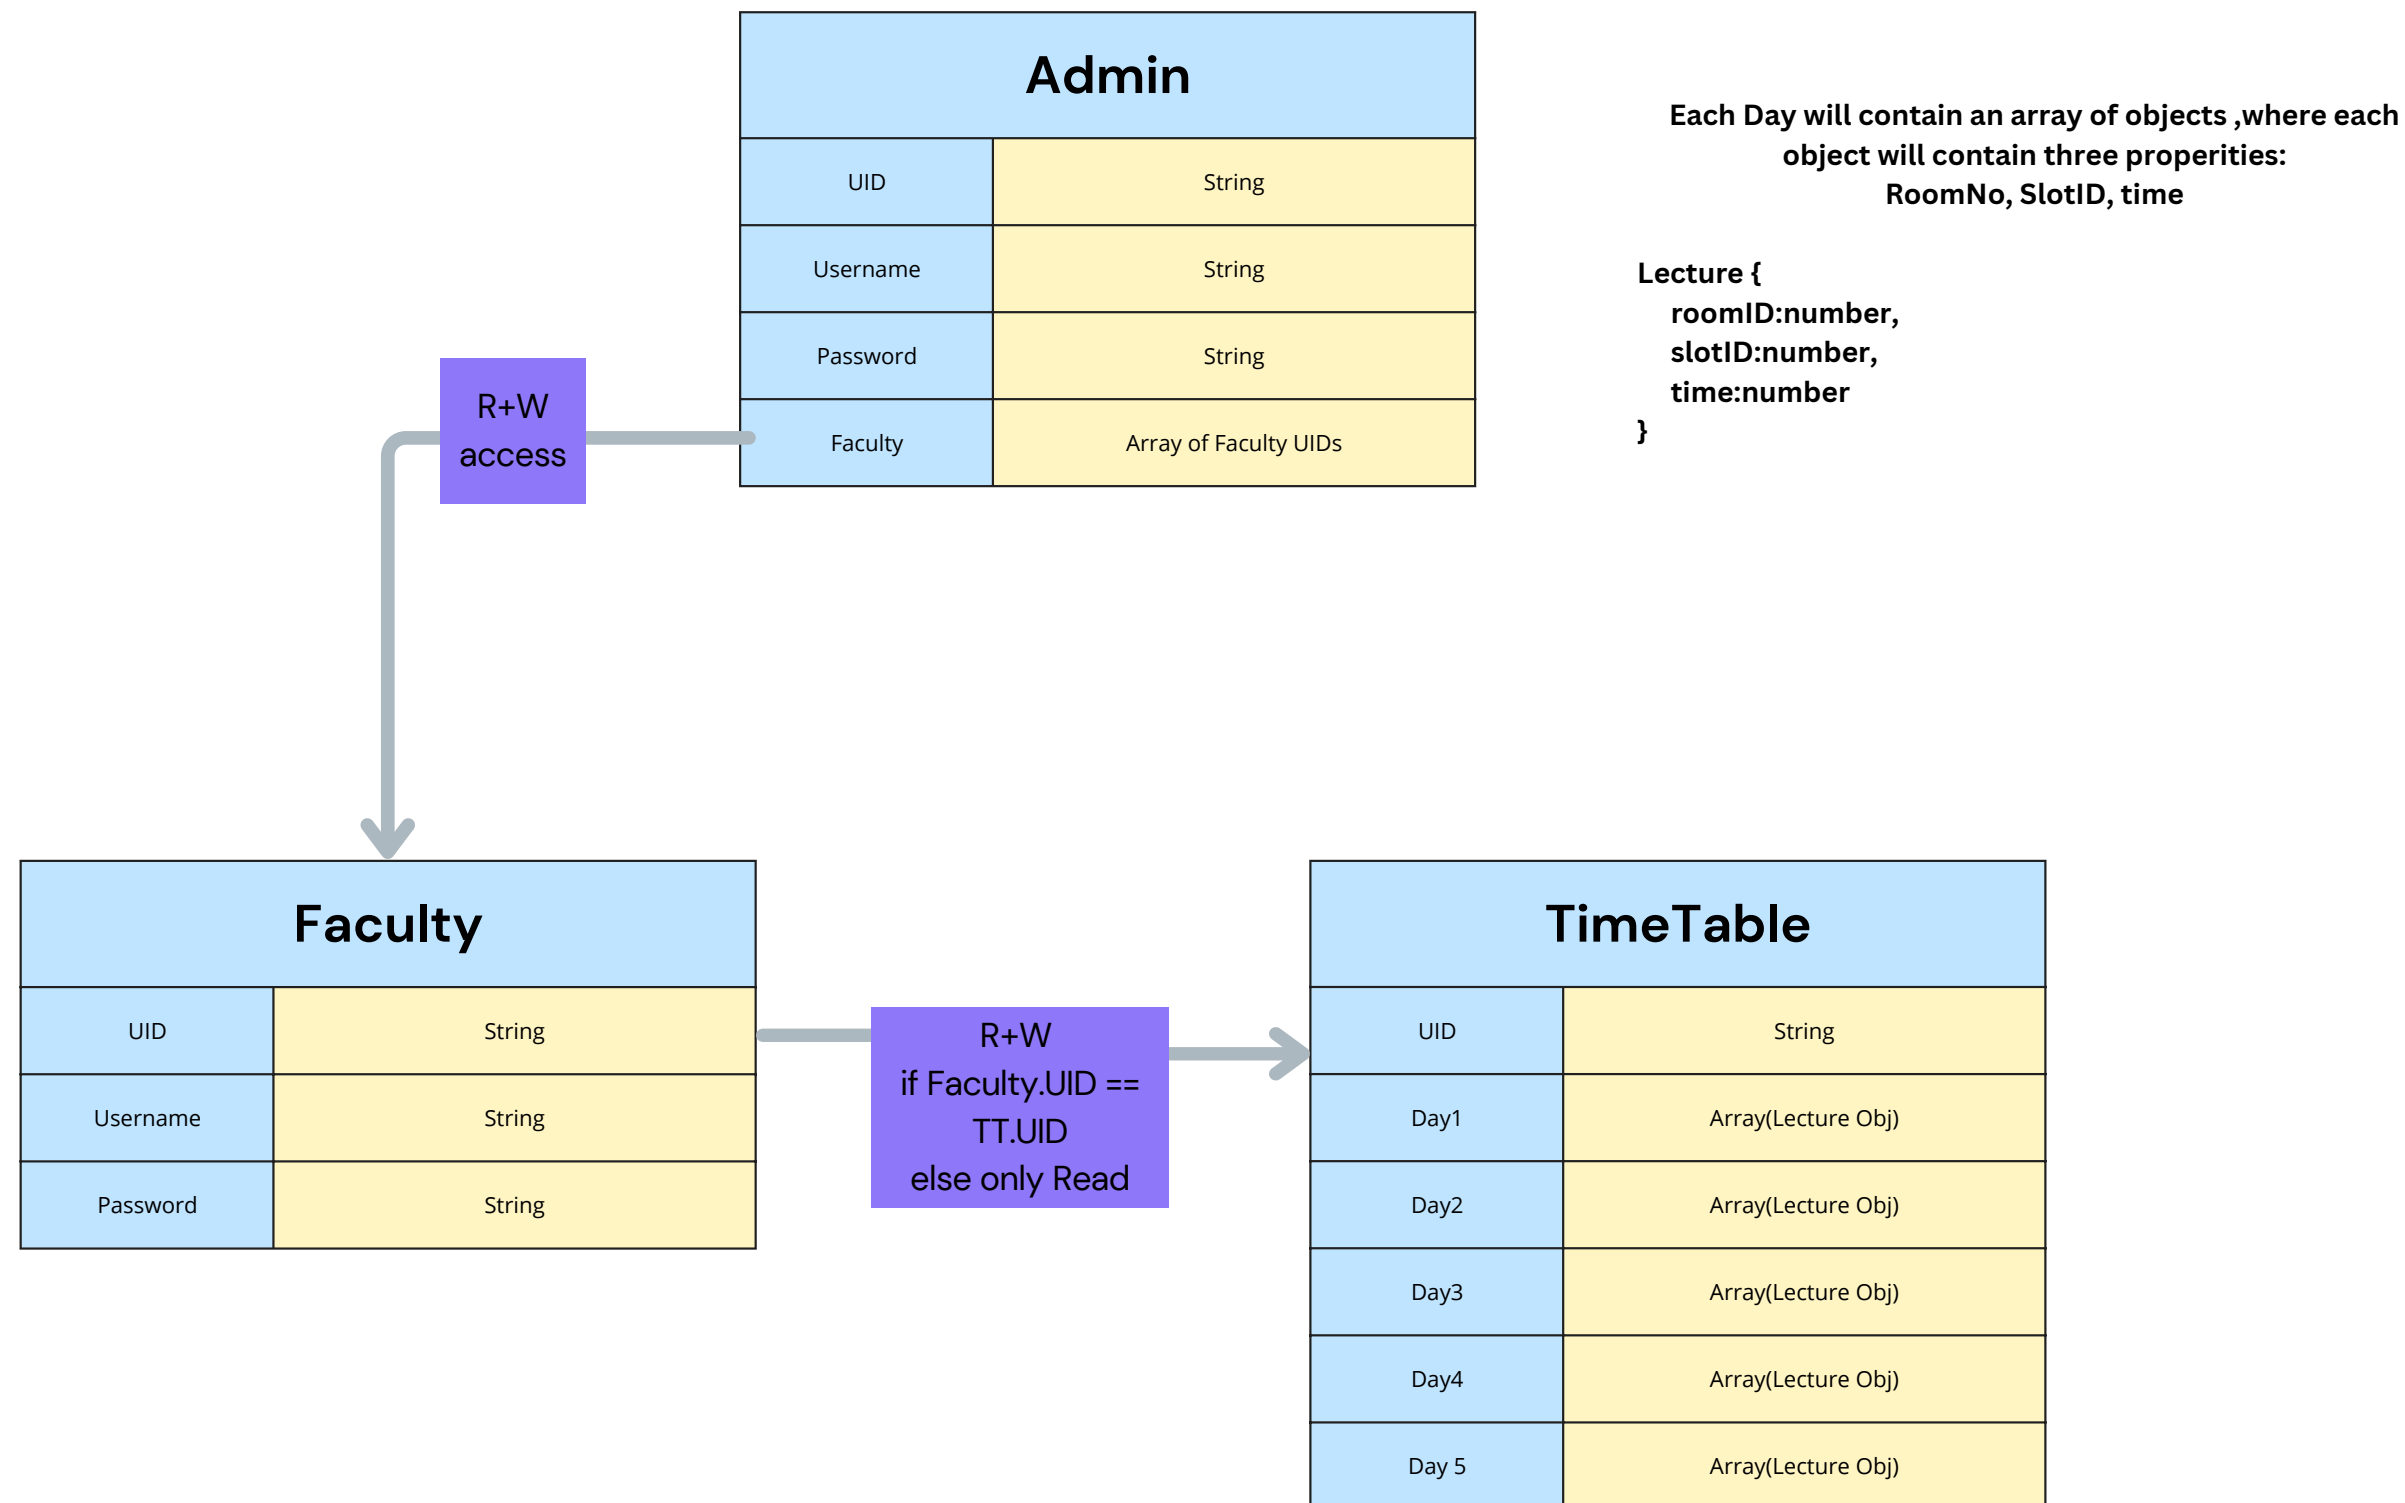 Admin
UID String
Username String
Password String
Faculty Array of Faculty UIDs
Each Day will contain an array of objects ,where each
object will contain three properities:
RoomNo, SlotID, time
Lecture {
roomID:number,
slotID:number,
time:number
}
R+W
access
Faculty
UID String
Username String
Password String
R+W
if Faculty.UID ==
TT.UID
else only Read
TimeTable
UID String
Day1 Array(Lecture Obj)
Day2 Array(Lecture Obj)
Day3 Array(Lecture Obj)
Day4 Array(Lecture Obj)
Day 5 Array(Lecture Obj)